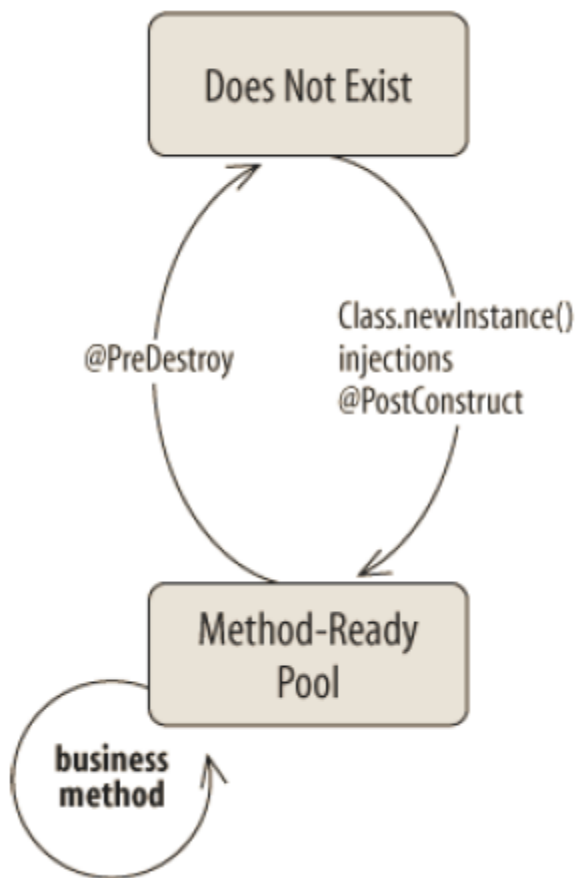 Does Not Exist
Class.newInstance()
injections
@PostConstruct
@PreDestroy
Method-Ready
Pool
business
method